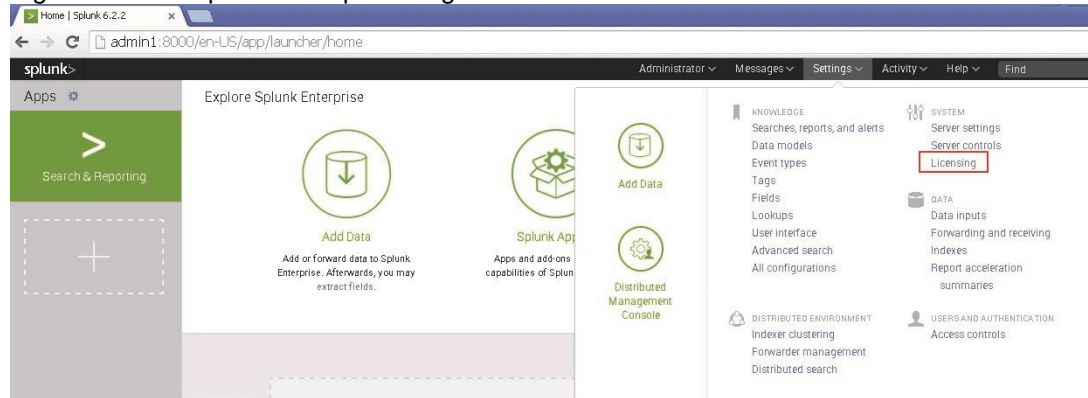 Home | Splunk 6.2.2
admin1:8000/en-US/app/launcher/home
splunk>
Administrator
Messages
Settings
Activity
Help
Find
Apps
Search & Reporting
Explore Splunk Enterprise
Add Data
Add or forward data to Splunk
Enterprise. Afterwards, you may
extract fields.
Splunk App
Apps and add-ons
capabilities of Splun
Add Data
Distributed
Management
Console
KNOWLEDGE
Searches, reports, and alerts
Data models
Event types
Tags
Fields
Lookups
User interface
Advanced search
All configurations
DISTRIBUTED ENVIRONMENT
Indexer clustering
Forwarder management
Distributed search
SYSTEM
Server settings
Server controls
Licensing
DATA
Data inputs
Forwarding and receiving
Indexes
Report acceleration
summaries
USERS AND AUTHENTICATION
Access controls